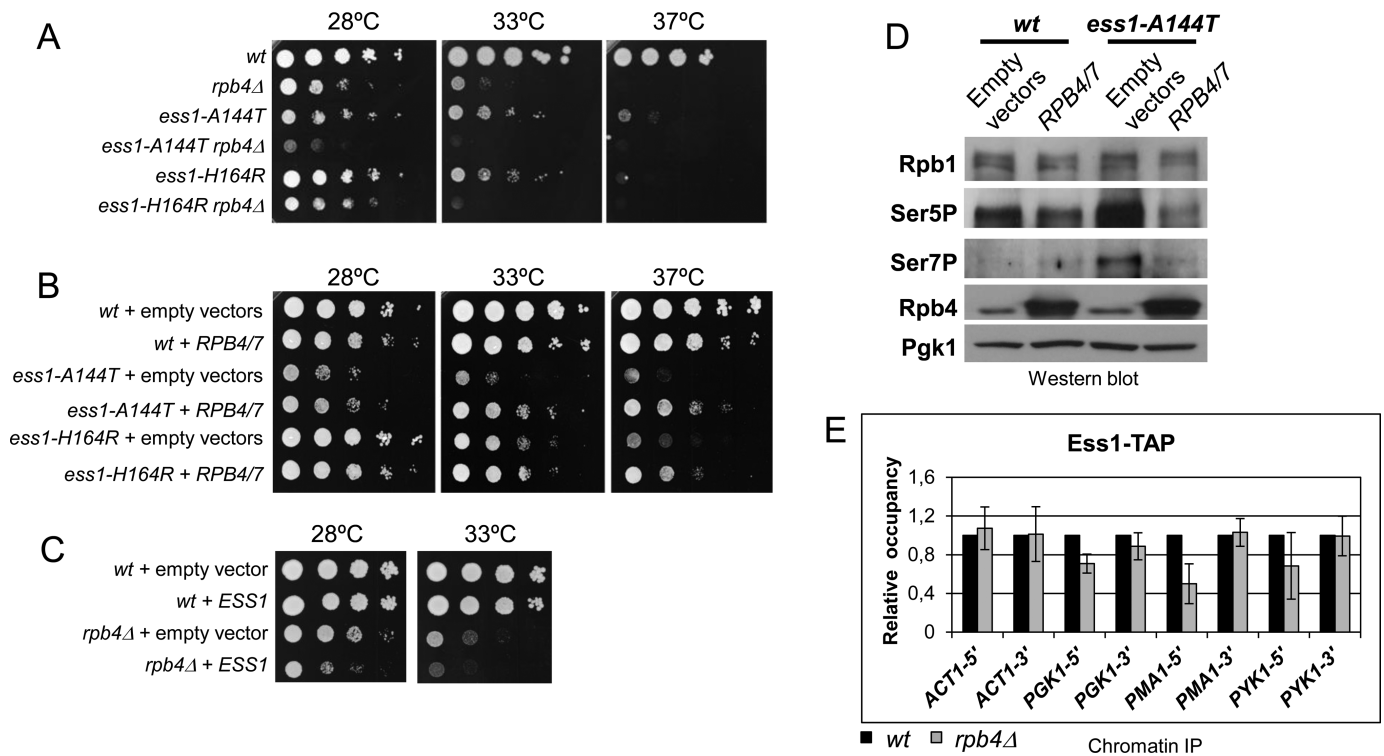 A
28ºC 33ºC 37ºC
wt
rpb4Δ
ess1-A144T
ess1-A144T rpb4Δ
ess1-H164R
ess1-H164R rpb4Δ
B
28ºC 33ºC 37ºC
wt + empty vectors
wt + RPB4/7
ess1-A144T + empty vectors
ess1-A144T + RPB4/7
ess1-H164R + empty vectors
ess1-H164R + RPB4/7
C
28ºC 33ºC
wt + empty vector
wt + ESS1
rpb4Δ + empty vector
rpb4Δ + ESS1
D
wt ess1-A144T
Empty vectors RPB4/7 Empty vectors RPB4/7
Rpb1
Ser5P
Ser7P
Rpb4
Pgk1
Western blot
E
Ess1-TAP
Relative occupancy
1,6
1,2
0,8
0,4
0
ACT1-5' ACT1-3' PGK1-5' PGK1-3' PMA1-5' PMA1-3' PYK1-5' PYK1-3'
wt rpb4Δ Chromatin IP